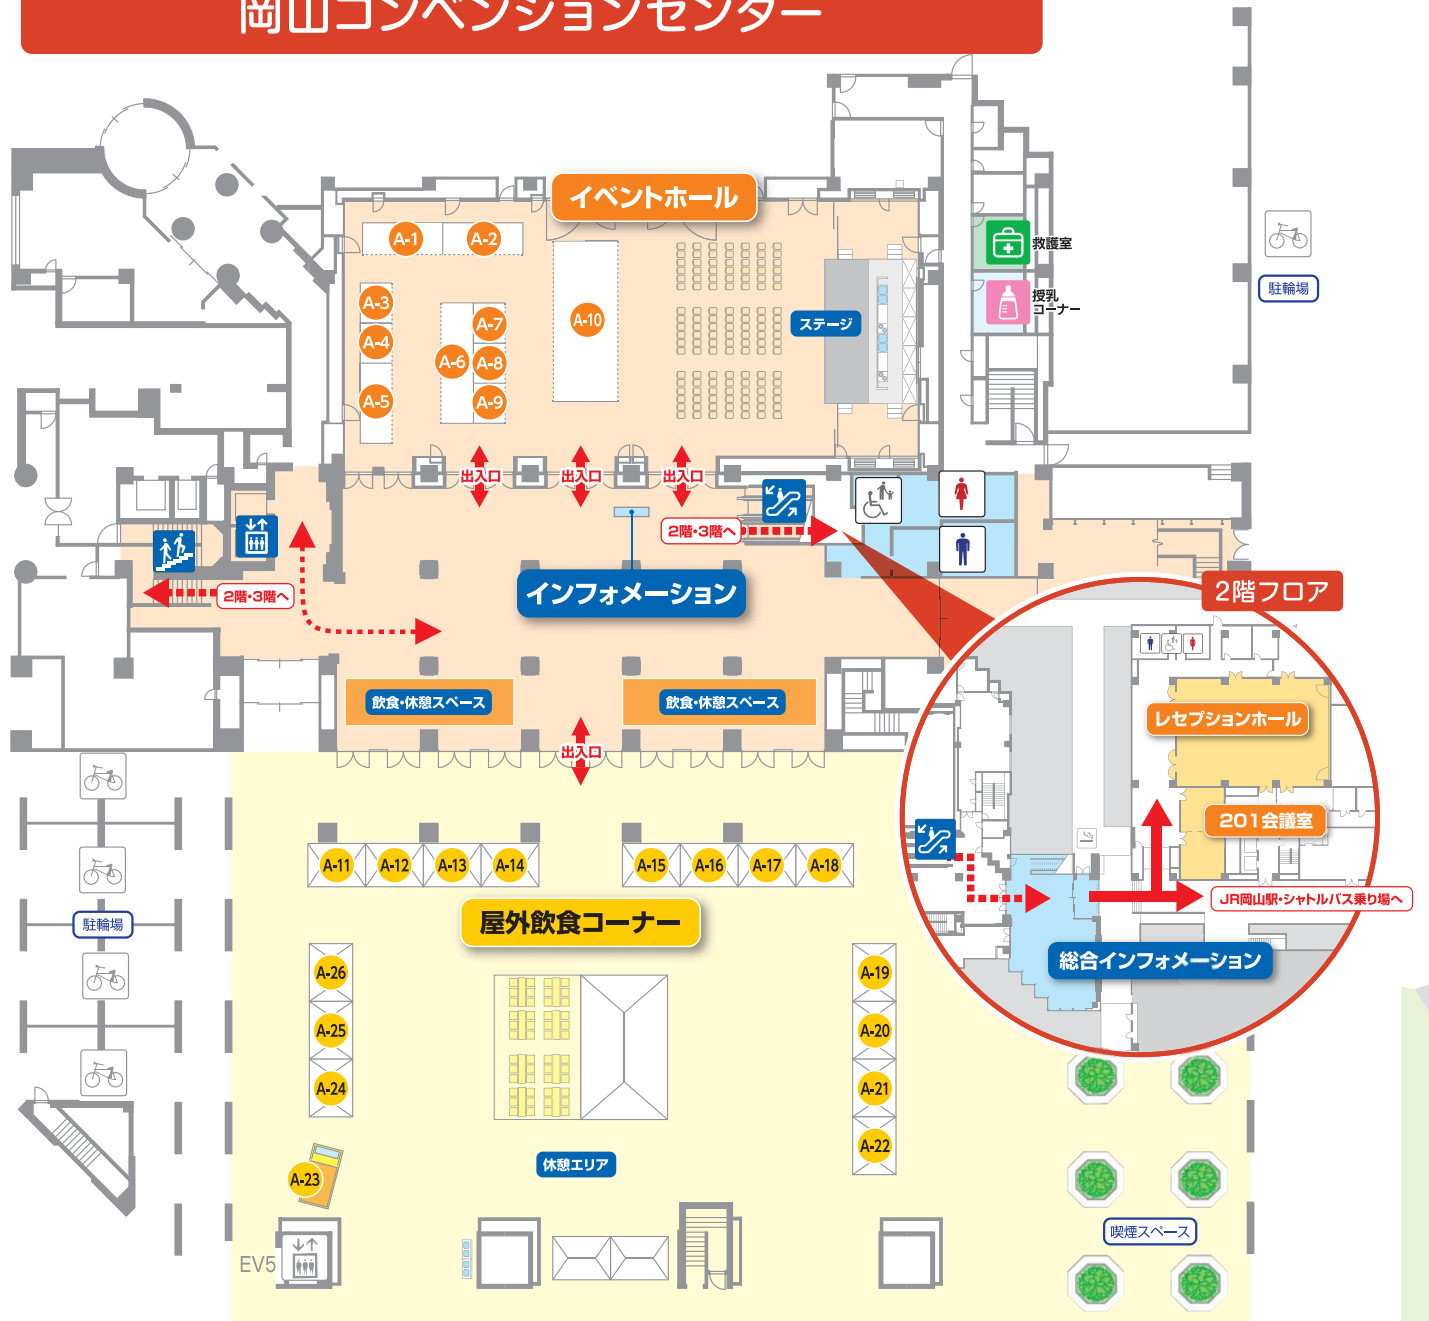 岡山コンベンションセンター
イベントホール
A-1
A-2
A-3
A-4
A-5
A-6
A-7
A-8
A-9
A-10
ステージ
救護室
授乳
コーナー
駐輪場
出入口
出入口
出入口
2階・3階へ
2階・3階へ
インフォメーション
飲食・休憩スペース
飲食・休憩スペース
出入口
2階フロア
レセプションホール
201会議室
JR岡山駅・シャトルバス乗り場へ
総合インフォメーション
A-11
A-12
A-13
A-14
A-15
A-16
A-17
A-18
屋外飲食コーナー
駐輪場
A-26
A-25
A-24
A-23
A-19
A-20
A-21
A-22
休憩エリア
喫煙スペース
EV5